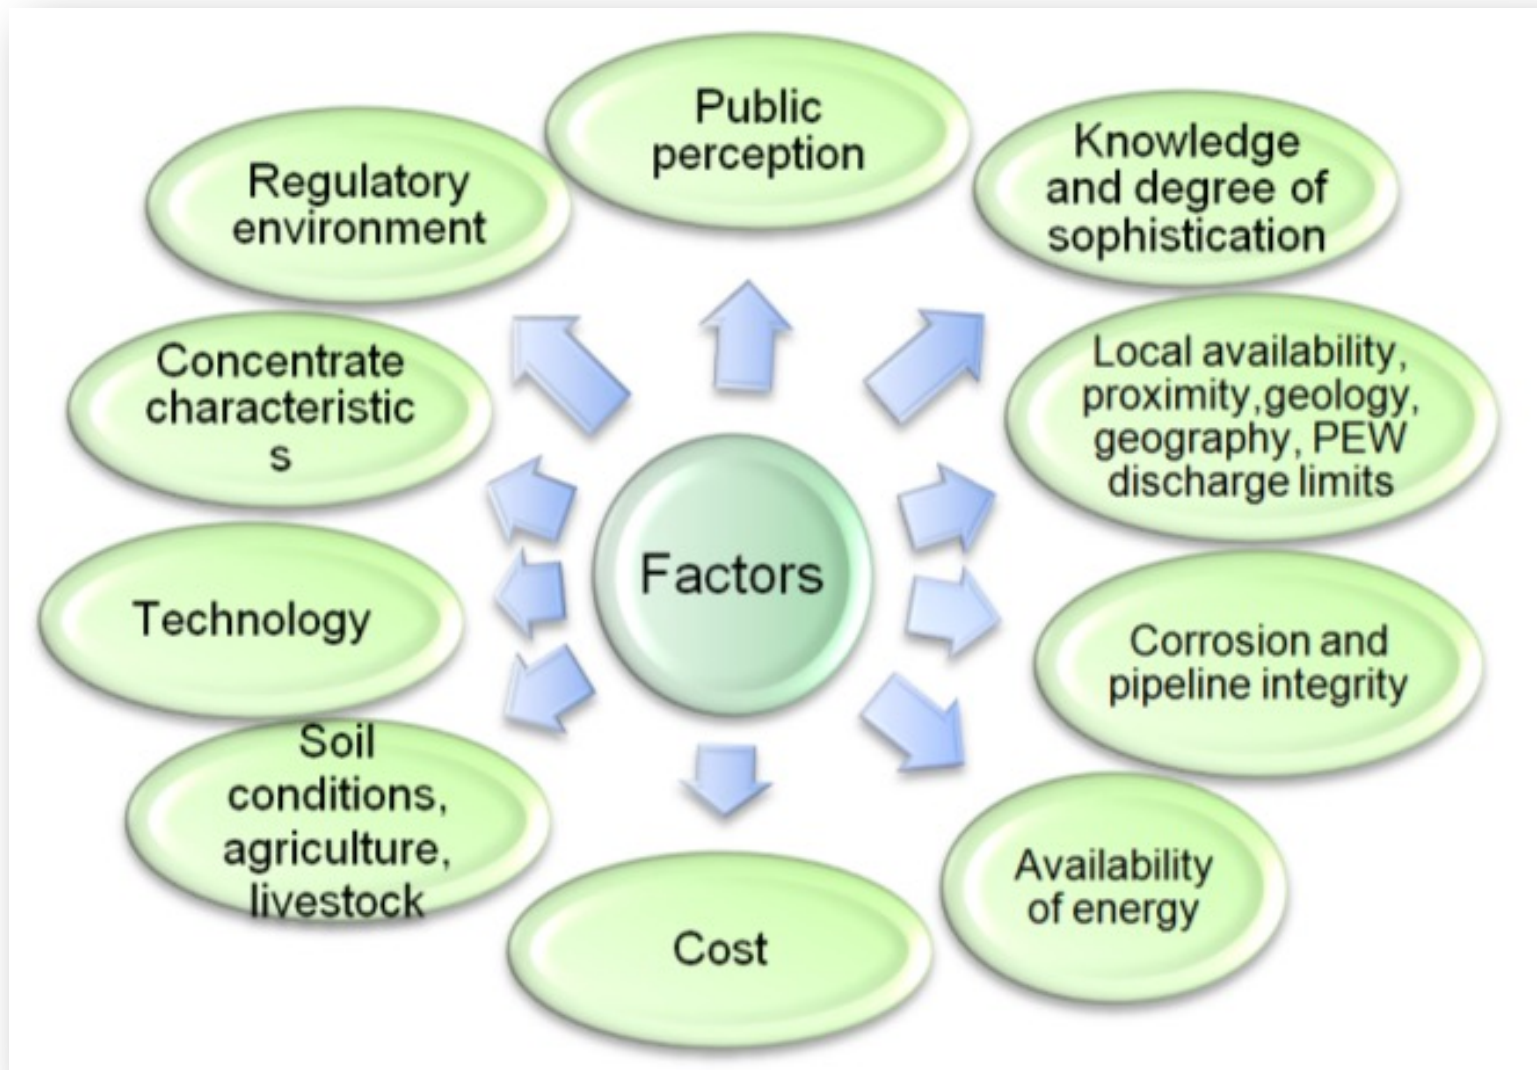 Public
perception
Knowledge
and degree of
sophistication
Regulatory
environment
Local availability,
proximity,geology,
geography, PEW
discharge limits
Concentrate
characteristic
s
Factors
Technology
Corrosion and
pipeline integrity
Soil
conditions,
agriculture,
livestock
Availability
of energy
Cost